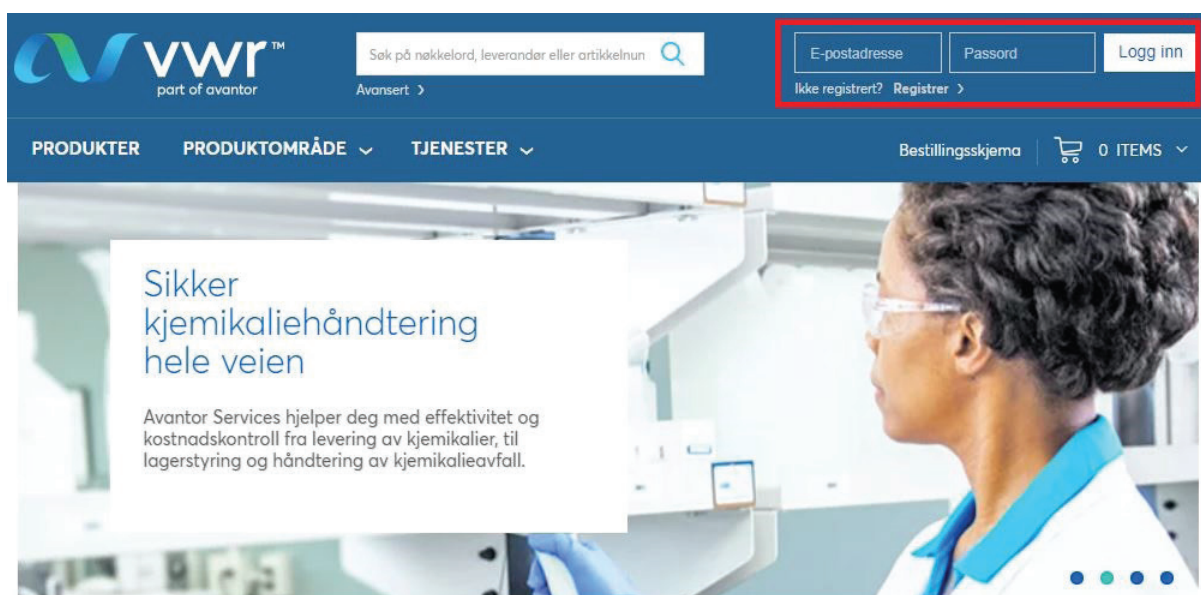 vwr™
part of avantor
Søk på nøkkelord, leverandør eller artikkelnun
Avansert >
E-postadresse
Passord
Logg inn
Ikke registrert? Registrer >
PRODUKTER PRODUKTOMRÅDE TJENESTER
Bestillingsskjema 0 ITEMS
Sikker
kjemikaliehåndtering
hele veien
Avantor Services hjelper deg med effektivitet og
kostnadskontroll fra levering av kjemikalier, til
lagerstyring og håndtering av kjemikalieavfall.